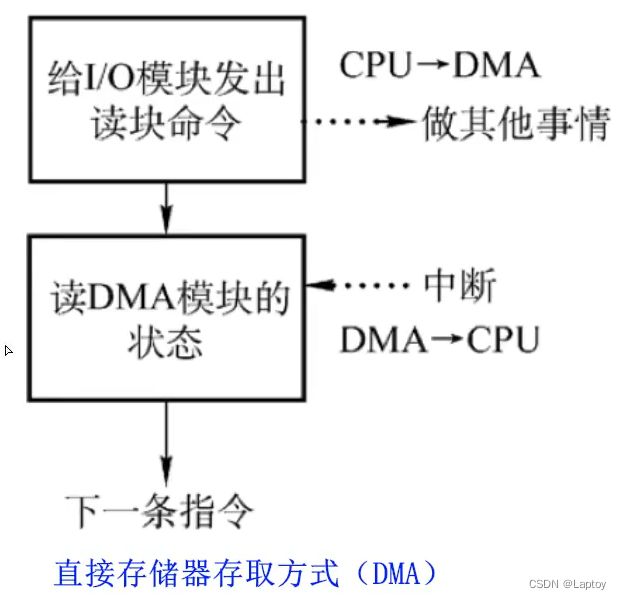 给I/O模块发出
读块命令
CPU→DMA
做其他事情
读DMA模块的
状态
中断
DMA→CPU
下一条指令
直接存储器存取方式（DMA）
CSDN @Laptoy